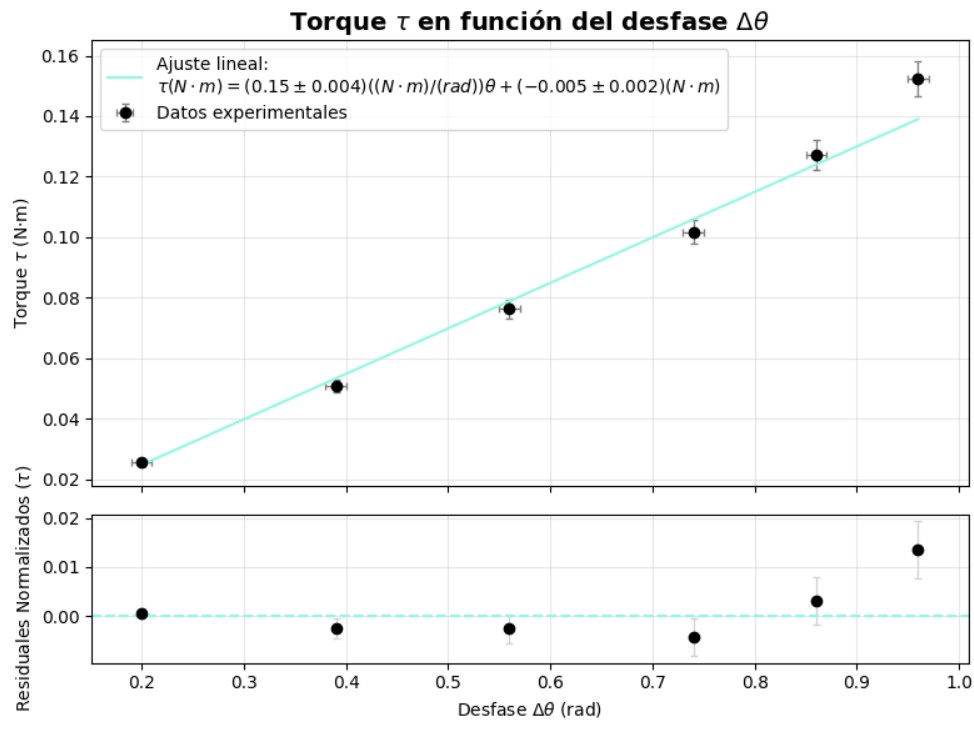 Torque τ en función del desfase Δθ
0.16
0.14
0.12
0.10
0.08
0.06
0.04
0.02
Torque τ (N·m)
Ajuste lineal:
τ(N · m) = (0.15 ± 0.004)((N · m)/(rad))θ + (−0.005 ± 0.002)(N · m)
Datos experimentales
0.02
0.01
0.00
Residuales Normalizados (τ)
0.2 0.3 0.4 0.5 0.6 0.7 0.8 0.9 1.0
Desfase Δθ (rad)